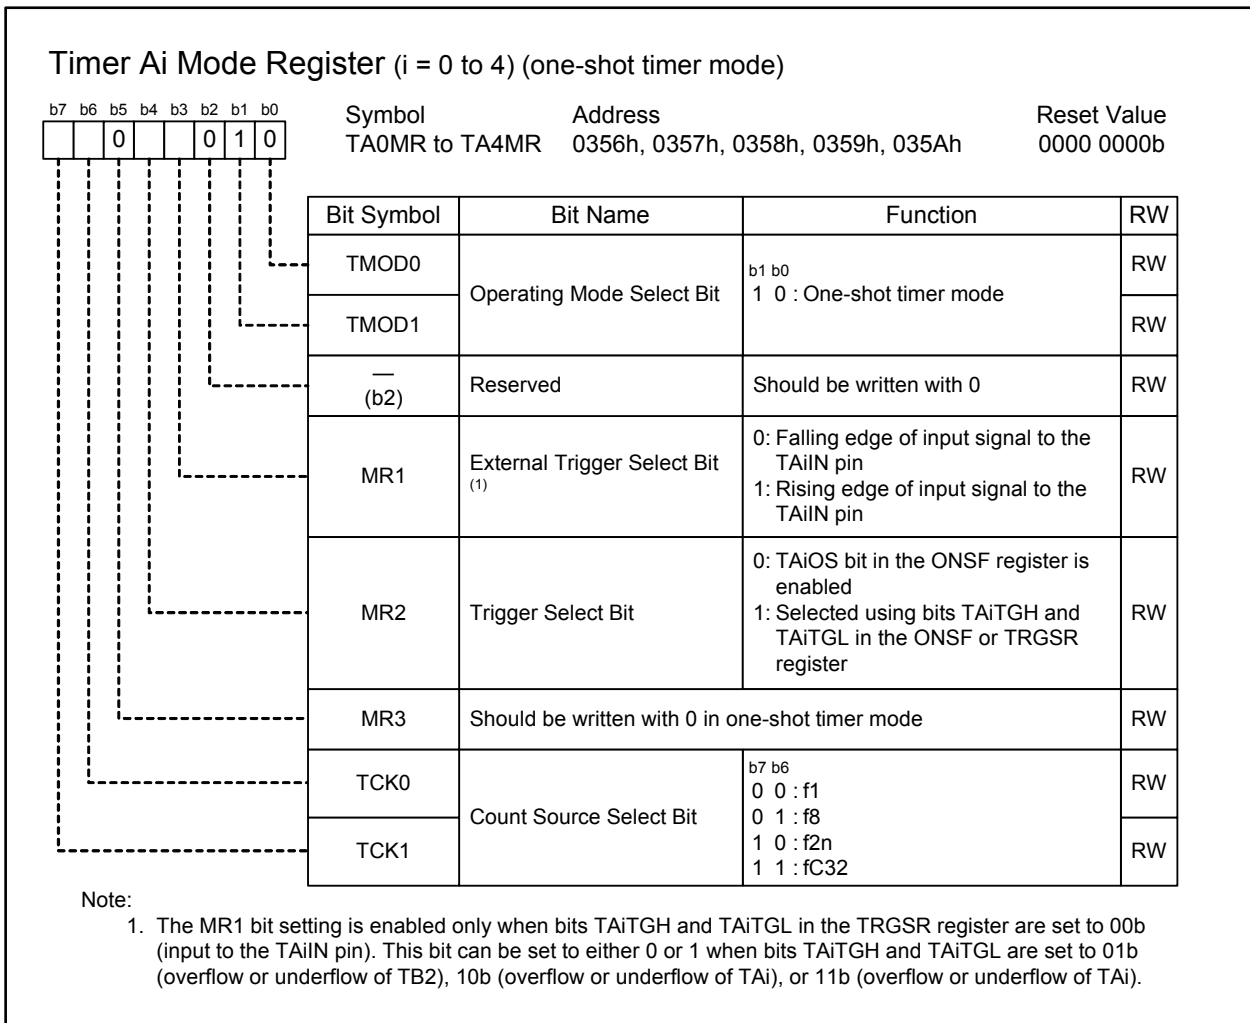 Timer Ai Mode Register (i = 0 to 4) (one-shot timer mode)
b7 b6 b5 b4 b3 b2 b1 b0
0 0 1 0
Symbol Address Reset Value
TA0MR to TA4MR 0356h, 0357h, 0358h, 0359h, 035Ah 0000 0000b
Bit Symbol Bit Name Function RW
TMOD0 RW
Operating Mode Select Bit
b1 b0
1 0 : One-shot timer mode
TMOD1 RW
—
(b2) Reserved Should be written with 0 RW
MR1 External Trigger Select Bit
(1)
0: Falling edge of input signal to the
TAiIN pin
1: Rising edge of input signal to the
TAiIN pin
RW
MR2 Trigger Select Bit
0: TAiOS bit in the ONSF register is
enabled
1: Selected using bits TAiTGH and
TAiTGL in the ONSF or TRGSR
register
RW
MR3 Should be written with 0 in one-shot timer mode RW
TCK0 RW
Count Source Select Bit
b7 b6
0 0 : f1
0 1 : f8
1 0 : f2n
1 1 : fC32
TCK1 RW
Note:
1. The MR1 bit setting is enabled only when bits TAiTGH and TAiTGL in the TRGSR register are set to 00b
(input to the TAiIN pin). This bit can be set to either 0 or 1 when bits TAiTGH and TAiTGL are set to 01b
(overflow or underflow of TB2), 10b (overflow or underflow of TAi), or 11b (overflow or underflow of TAi).